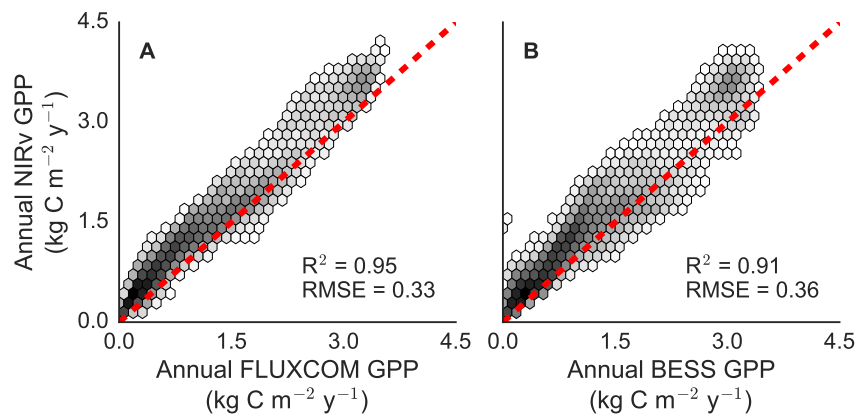 Annual NIRv GPP
(kg C m⁻² y⁻¹)
4.5
3.0
1.5
0.0
A
R² = 0.95
RMSE = 0.33
0.0 1.5 3.0 4.5
Annual FLUXCOM GPP
(kg C m⁻² y⁻¹)
B
R² = 0.91
RMSE = 0.36
0.0 1.5 3.0 4.5
Annual BESS GPP
(kg C m⁻² y⁻¹)